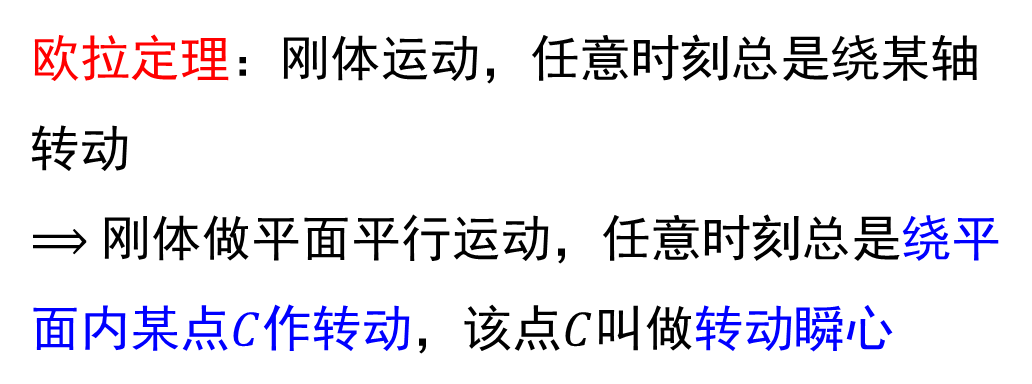 欧拉定理：刚体运动，任意时刻总是绕某轴
转动
⟹ 刚体做平面平行运动，任意时刻总是绕平
面内某点C作转动，该点C叫做转动瞬心